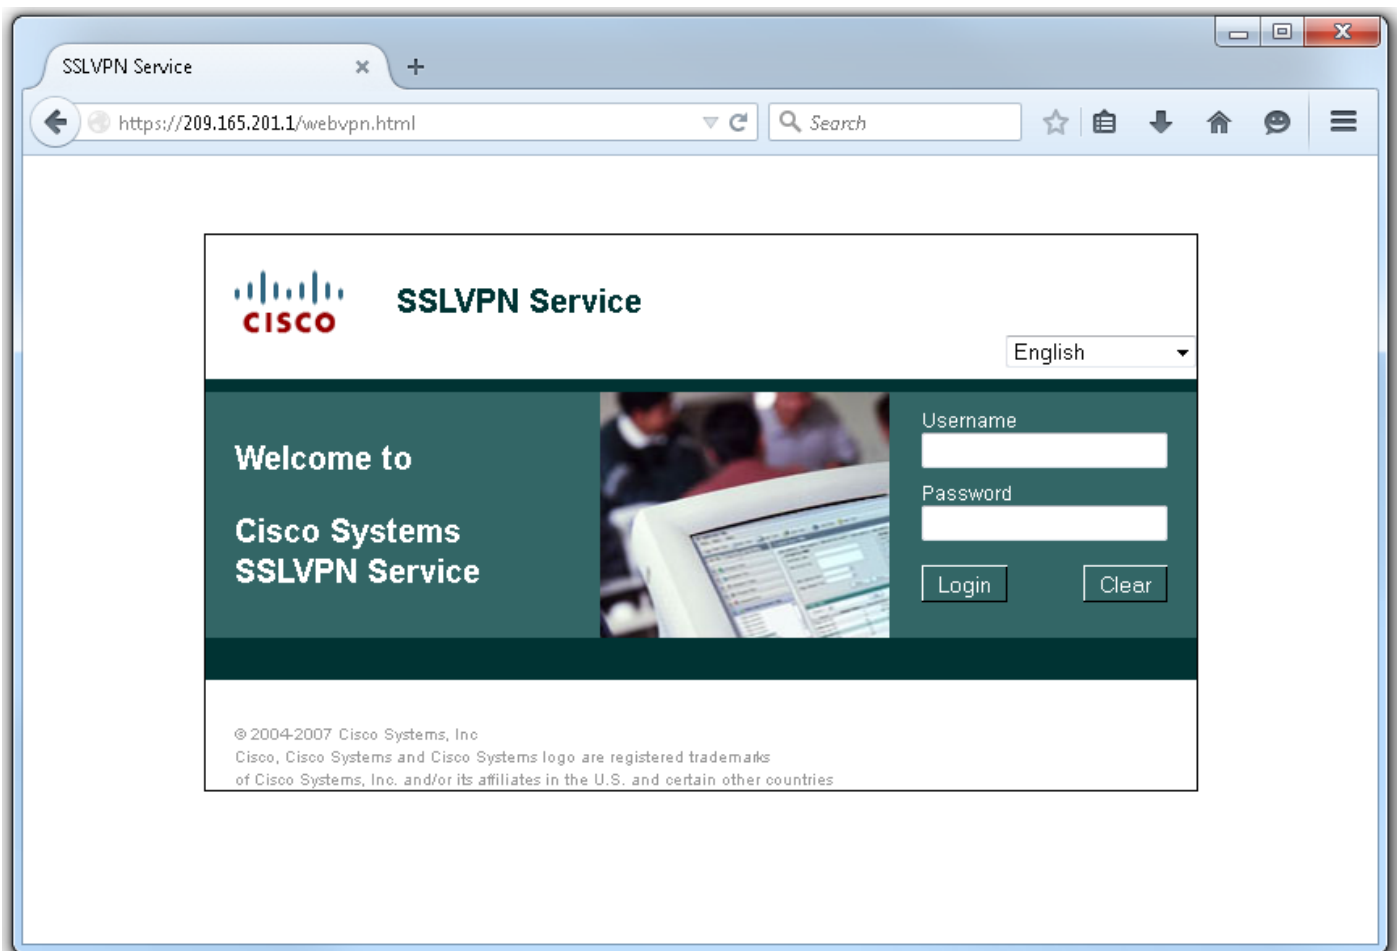 SSLVPN Service
https://209.165.201.1/webvpn.html
Search
CISCO
SSLVPN Service
English
Welcome to
Cisco Systems
SSLVPN Service
Username
Password
Login
Clear
© 2004-2007 Cisco Systems, Inc
Cisco, Cisco Systems and Cisco Systems logo are registered trademarks
of Cisco Systems, Inc. and/or its affiliates in the U.S. and certain other countries